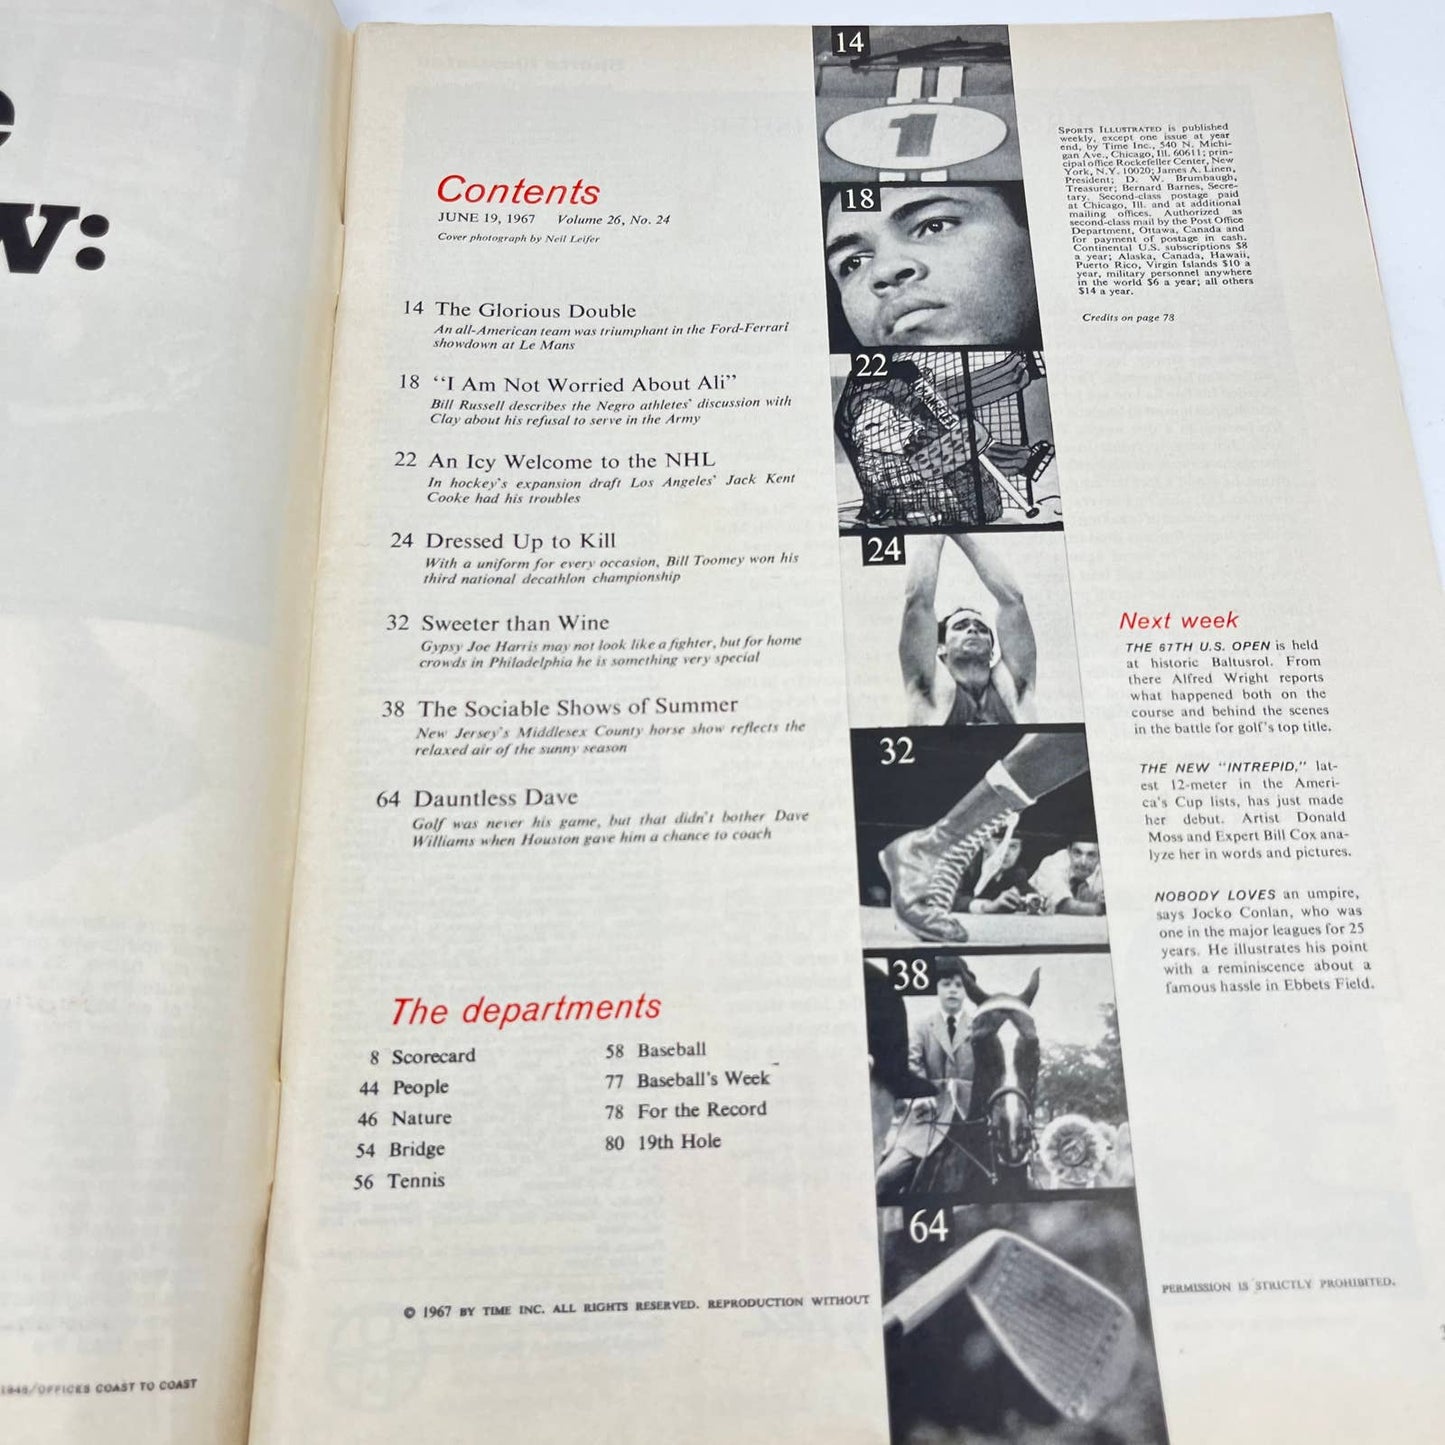 Contents
JUNE 19, 1967 Volume 26, No. 24
Cover photograph by Neil Leifer
14 The Glorious Double
An all-American team was triumphant in the Ford-Ferrari
showdown at Le Mans
18 “I Am Not Worried About Ali”
Bill Russell describes the Negro athletes' discussion with
Clay about his refusal to serve in the Army
22 An Icy Welcome to the NHL
In hockey's expansion draft Los Angeles' Jack Kent
Cooke had his troubles
24 Dressed Up to Kill
With a uniform for every occasion, Bill Toomey won his
third national decathlon championship
32 Sweeter than Wine
Gypsy Joe Harris may not look like a fighter, but for home
crowds in Philadelphia he is something very special
38 The Sociable Shows of Summer
New Jersey's Middlesex County horse show reflects the
relaxed air of the sunny season
64 Dauntless Dave
Golf was never his game, but that didn't bother Dave
Williams when Houston gave him a chance to coach
The departments
8 Scorecard
44 People
46 Nature
54 Bridge
56 Tennis
58 Baseball
77 Baseball's Week
78 For the Record
80 19th Hole
© 1967 BY TIME INC. ALL RIGHTS RESERVED. REPRODUCTION WITHOUT
PERMISSION IS STRICTLY PROHIBITED.
14
1
18
22
24
32
38
64
SPORTS ILLUSTRATED is published
weekly, except one issue at year
end, by Time Inc., 540 N. Michi-
gan Ave., Chicago, Ill. 60611; prin-
cipal office Rockefeller Center, New
York, N.Y. 10020; James A. Linen,
President; D. W. Brumbaugh,
Treasurer; Bernard Barnes, Secre-
tary. Second-class postage paid
at Chicago, Ill. and at additional
mailing offices. Authorized as
second-class mail by the Post Office
Department, Ottawa, Canada and
for payment of postage in cash.
Continental U.S. subscriptions $8
a year; Alaska, Canada, Hawaii,
Puerto Rico, Virgin Islands $10 a
year, military personnel anywhere
in the world $6 a year; all others
$14 a year.
Credits on page 78
Next week
THE 67TH U.S. OPEN is held
at historic Baltusrol. From
there Alfred Wright reports
what happened both on the
course and behind the scenes
in the battle for golf's top title.
THE NEW “INTREPID,” lat-
est 12-meter in the Ameri-
ca's Cup lists, has just made
her debut. Artist Donald
Moss and Expert Bill Cox ana-
lyze her in words and pictures.
NOBODY LOVES an umpire,
says Jocko Conlan, who was
one in the major leagues for 25
years. He illustrates his point
with a reminiscence about a
famous hassle in Ebbets Field.
OFFICES COAST TO COAST